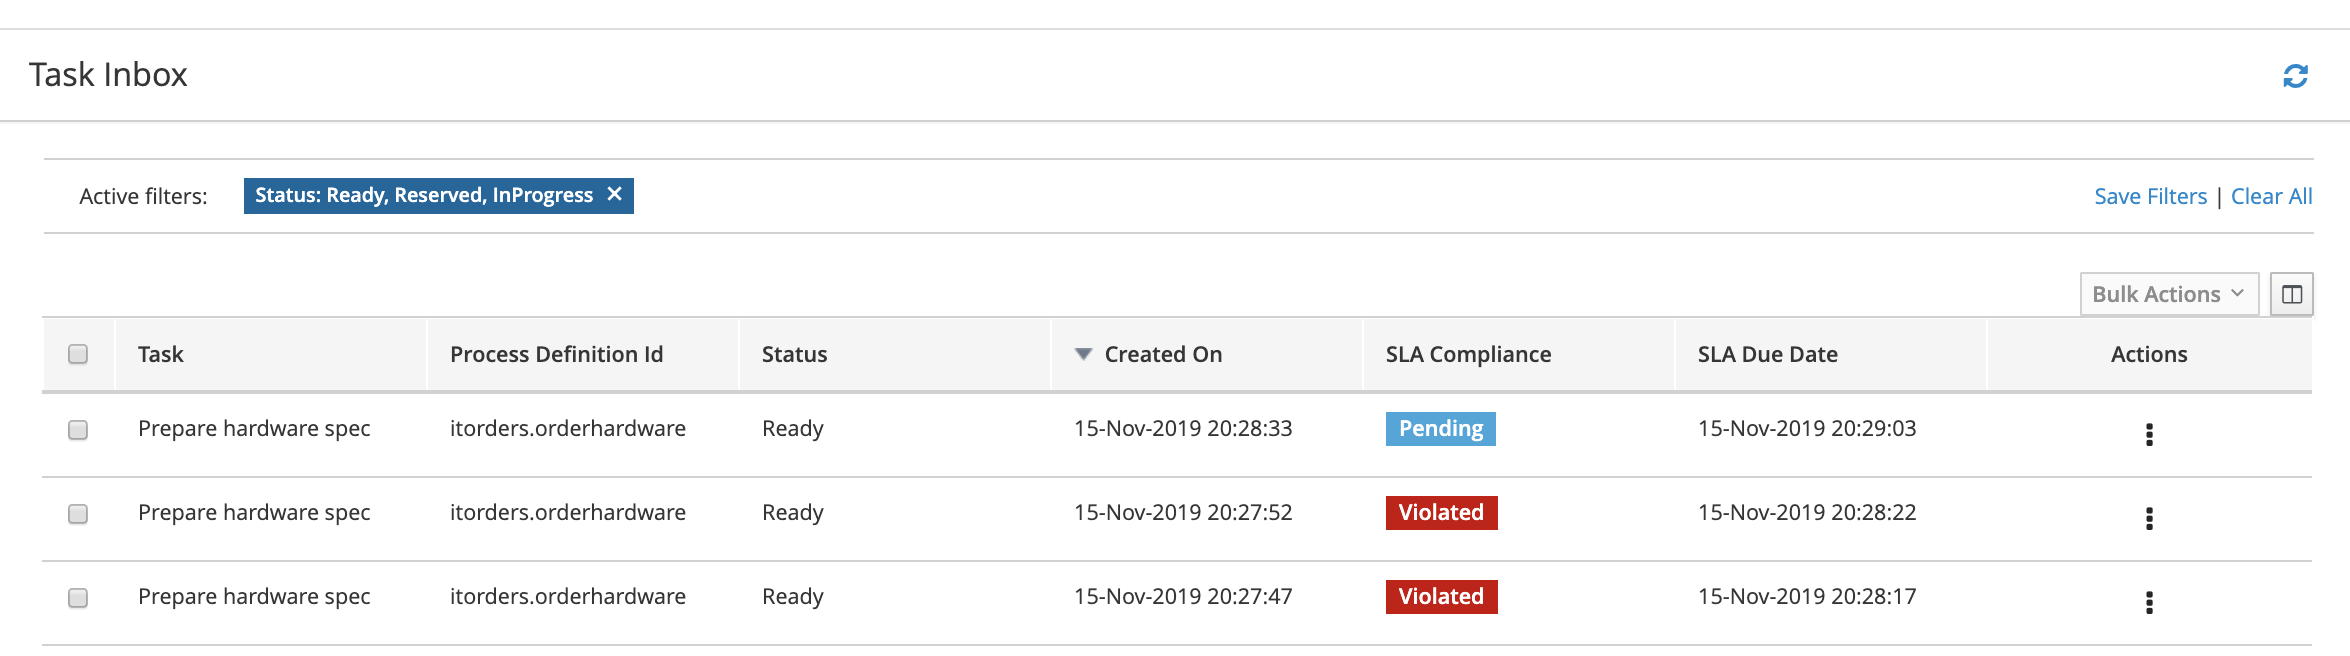 Task Inbox
Active filters: Status: Ready, Reserved, InProgress Save Filters | Clear All
Bulk Actions
Task Process Definition Id Status Created On SLA Compliance SLA Due Date Actions
Prepare hardware spec itorders.orderhardware Ready 15-Nov-2019 20:28:33 Pending 15-Nov-2019 20:29:03
Prepare hardware spec itorders.orderhardware Ready 15-Nov-2019 20:27:52 Violated 15-Nov-2019 20:28:22
Prepare hardware spec itorders.orderhardware Ready 15-Nov-2019 20:27:47 Violated 15-Nov-2019 20:28:17